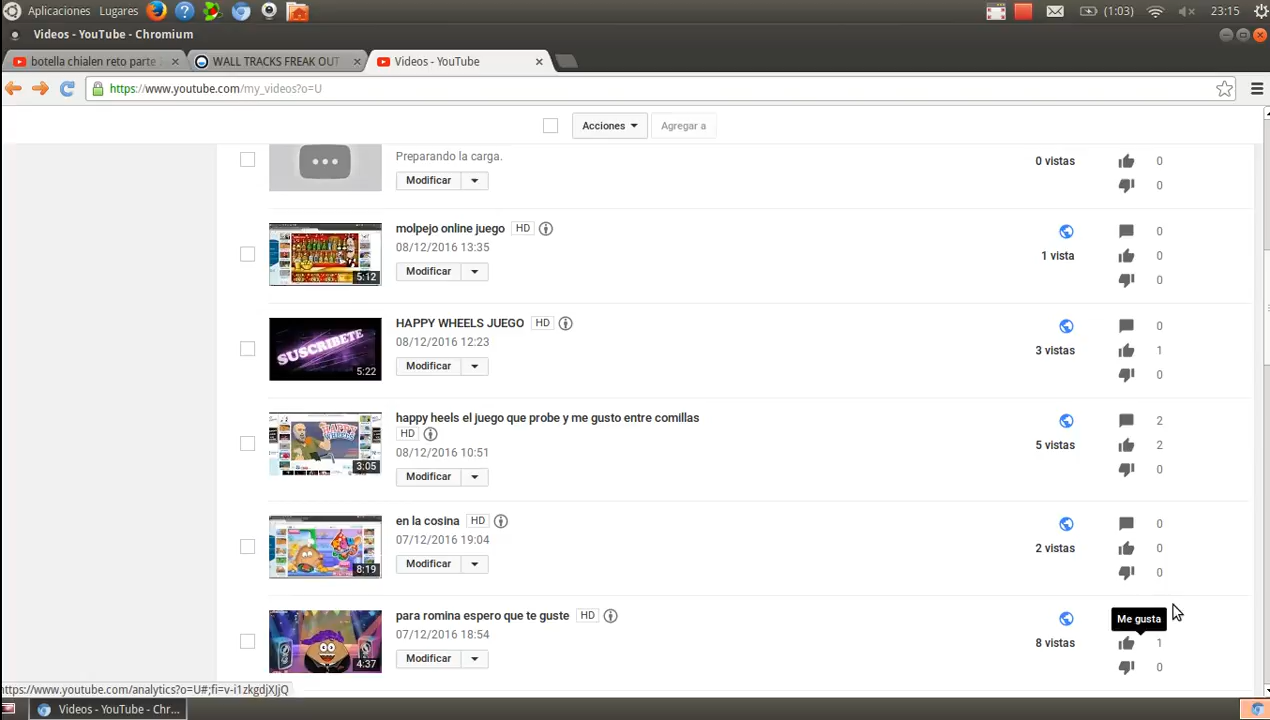 Aplicaciones Lugares (1:03) 23:15
Videos - YouTube - Chromium
botella chialen reto parte WALL TRACKS FREAK OUT Videos - YouTube
https://www.youtube.com/my_videos?o=U
Acciones Agregar a
Preparando la carga.
0 vistas 0
Modificar
0
molpejo online juego HD 0
08/12/2016 13:35
1 vista 0
Modificar
5:12 0
HAPPY WHEELS JUEGO HD 0
08/12/2016 12:23
SUSCRIBETE 3 vistas 1
Modificar
5:22 0
happy heels el juego que probe y me gusto entre comillas 2
HD
08/12/2016 10:51 5 vistas 2
3:05 0
Modificar
en la cosina HD 0
07/12/2016 19:04
2 vistas 0
Modificar
8:19 0
para romina espero que te guste HD Me gusta
07/12/2016 18:54
8 vistas 1
Modificar
4:37 0
https://www.youtube.com/analytics?o=U#;fi=v-i1zkgdjXJjQ
Videos - YouTube - Chr...